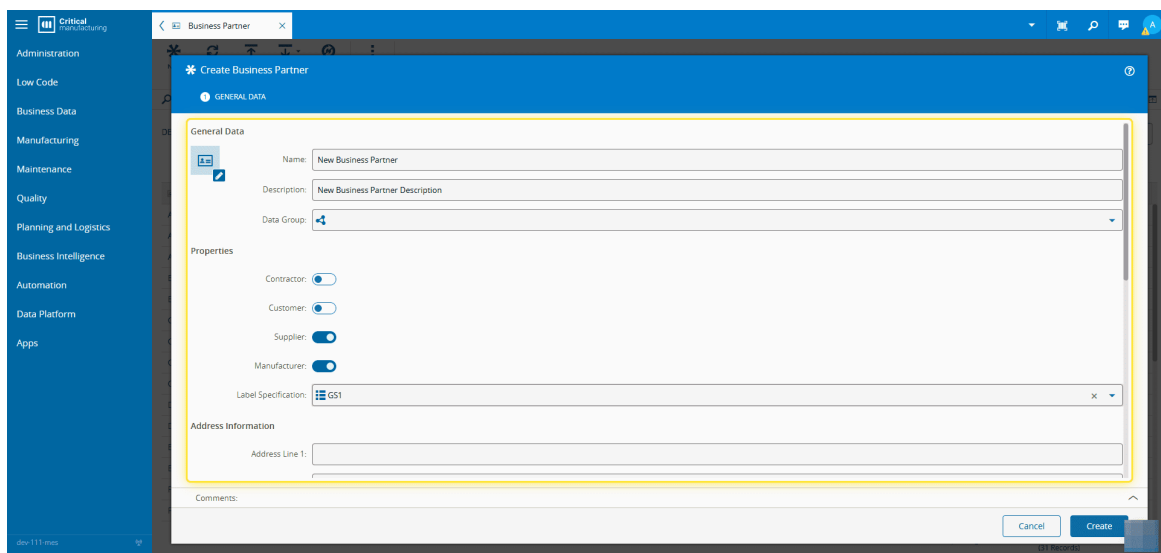 Critical
manufacturing
Business Partner
A
Administration
Low Code
Business Data
Manufacturing
Maintenance
Quality
Planning and Logistics
Business Intelligence
Automation
Data Platform
Apps
dev-111-mes
Create Business Partner
1 GENERAL DATA
General Data
Name: New Business Partner
Description: New Business Partner Description
Data Group:
Properties
Contractor:
Customer:
Supplier:
Manufacturer:
Label Specification: GS1
Address Information
Address Line 1:
Comments:
Cancel Create
(31 Records)